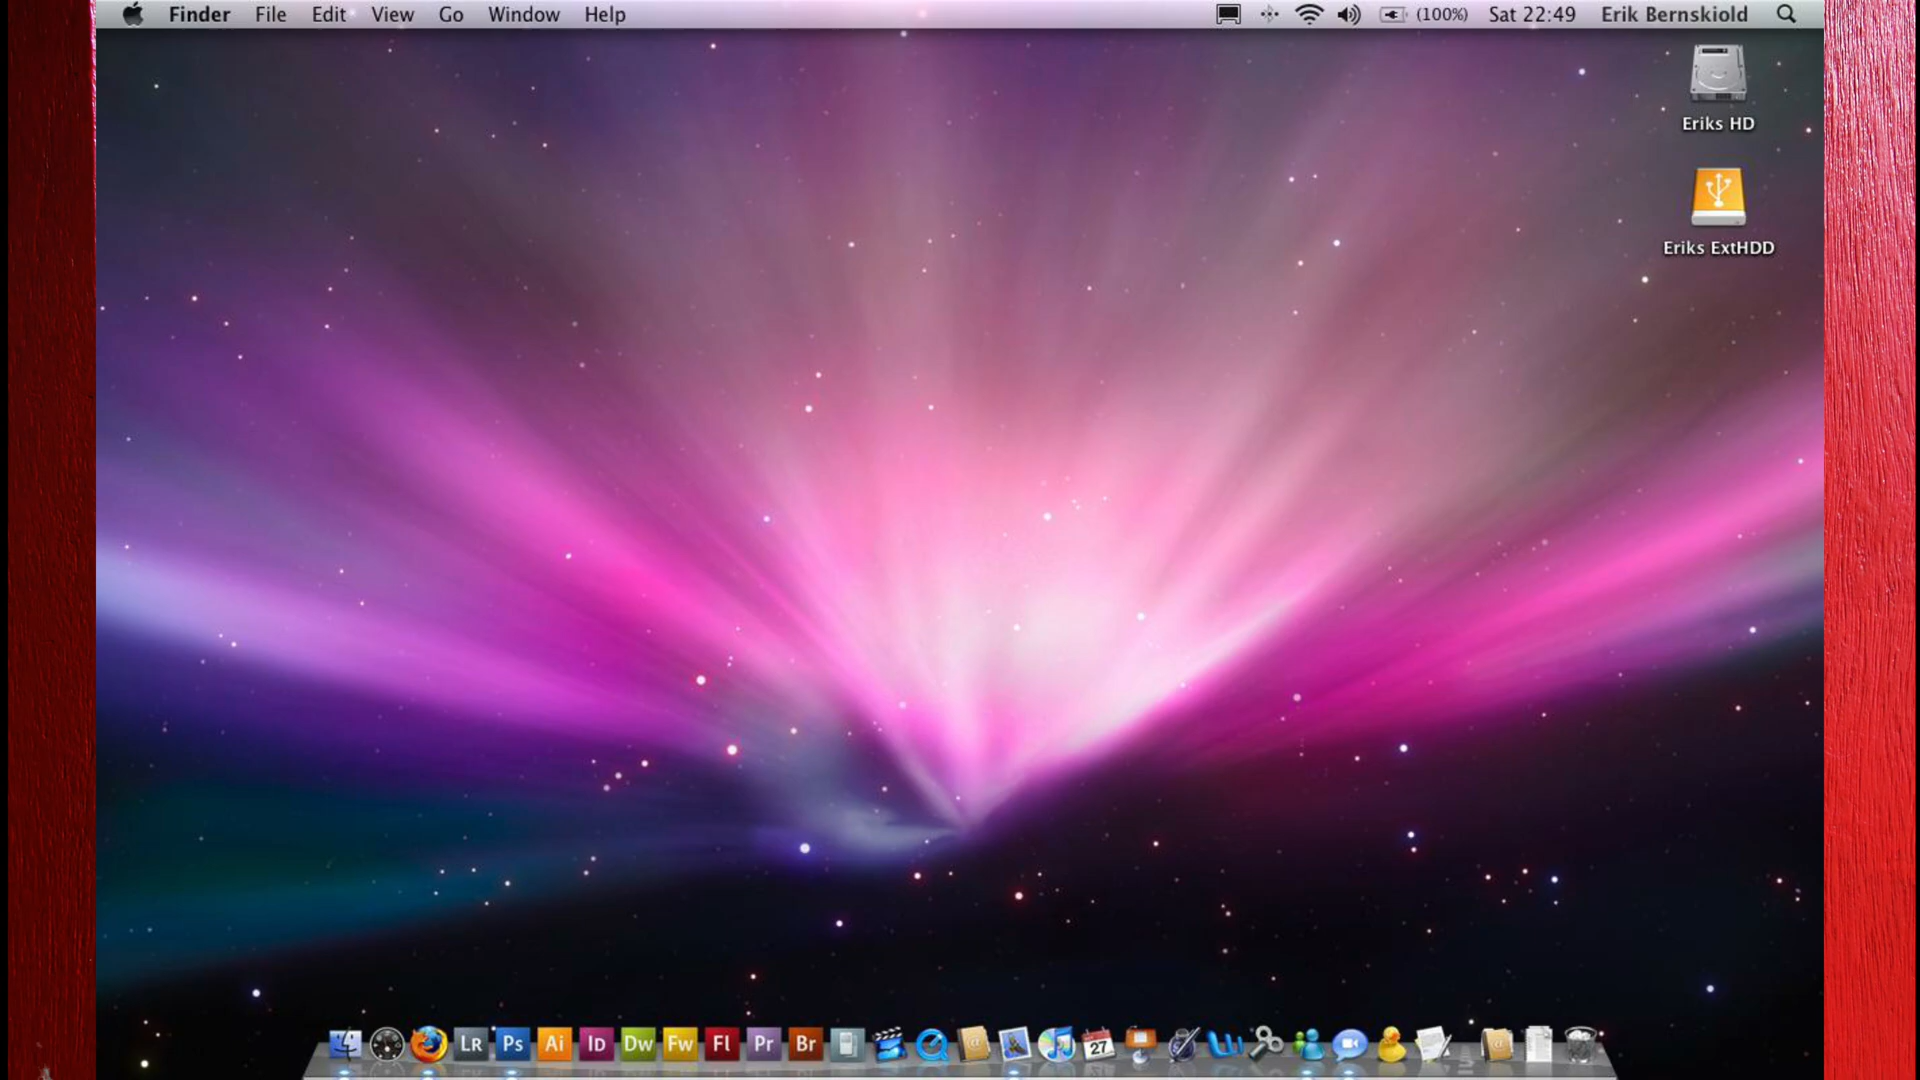 Finder File Edit View Go Window Help (100%) Sat 22:49 Erik Bernskiold
Eriks HD
Eriks ExtHDD
LR Ps Ai ID Dw Fw Fl Pr Br 27